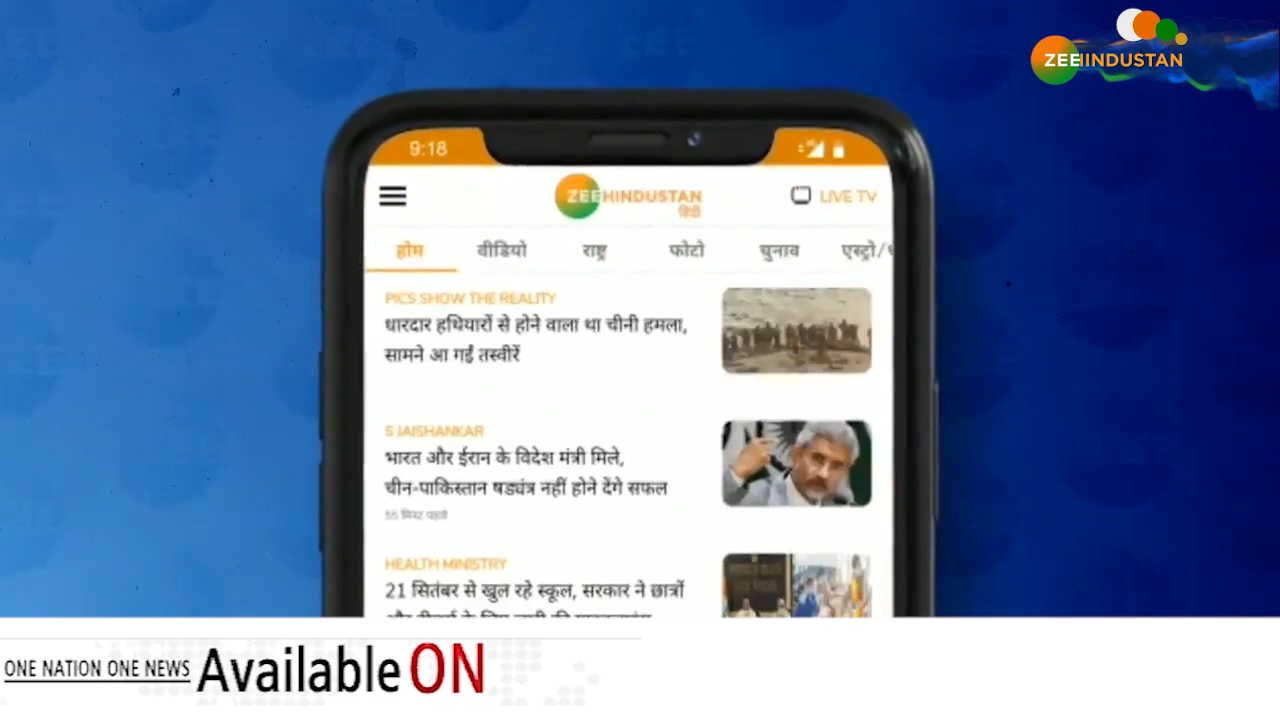 ZEEHINDUSTAN
9:18
ZEEHINDUSTAN
हिंदी
LIVE TV
होम वीडियो राष्ट्र फोटो चुनाव एस्ट्रो/
PICS SHOW THE REALITY
धारदार हथियारों से होने वाला था चीनी हमला,
सामने आ गईं तस्वीरें
S JAISHANKAR
भारत और ईरान के विदेश मंत्री मिले,
चीन-पाकिस्तान षड्यंत्र नहीं होने देंगे सफल
55 मिनट पहले
HEALTH MINISTRY
21 सितंबर से खुल रहे स्कूल, सरकार ने छात्रों
ONE NATION ONE NEWS Available ON